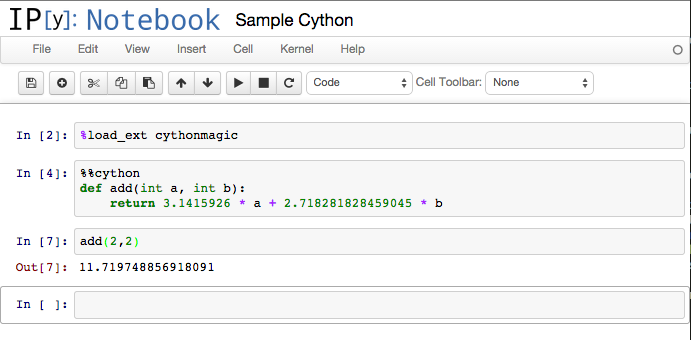 IP[y]: Notebook Sample Cython
File Edit View Insert Cell Kernel Help
Code Cell Toolbar: None
In [2]: %load_ext cythonmagic
In [4]: %%cython
def add(int a, int b):
    return 3.1415926 * a + 2.718281828459045 * b
In [7]: add(2,2)
Out[7]: 11.719748856918091
In [ ]: